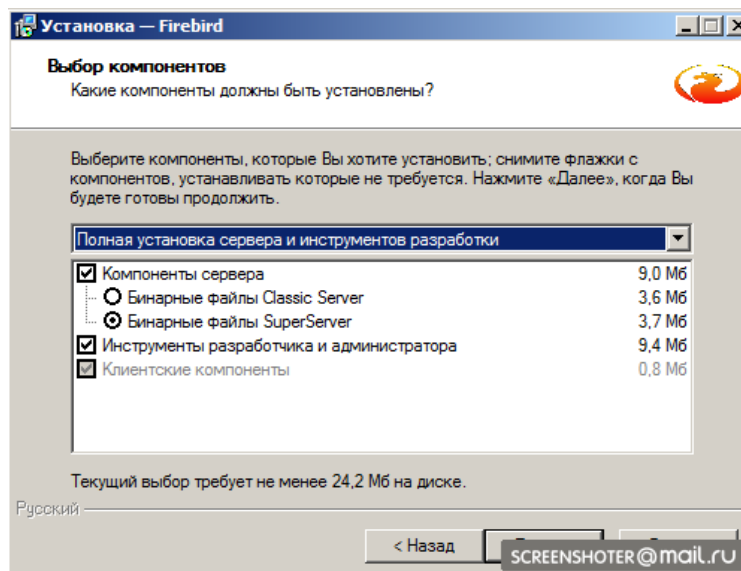 Установка — Firebird
Выбор компонентов
Какие компоненты должны быть установлены?
Выберите компоненты, которые Вы хотите установить; снимите флажки с
компонентов, устанавливать которые не требуется. Нажмите «Далее», когда Вы
будете готовы продолжить.
Полная установка сервера и инструментов разработки
Компоненты сервера 9,0 Мб
Бинарные файлы Classic Server 3,6 Мб
Бинарные файлы SuperServer 3,7 Мб
Инструменты разработчика и администратора 9,4 Мб
Клиентские компоненты 0,8 Мб
Текущий выбор требует не менее 24,2 Мб на диске.
Русский
< Назад
SCREENSHOTER@mail.ru